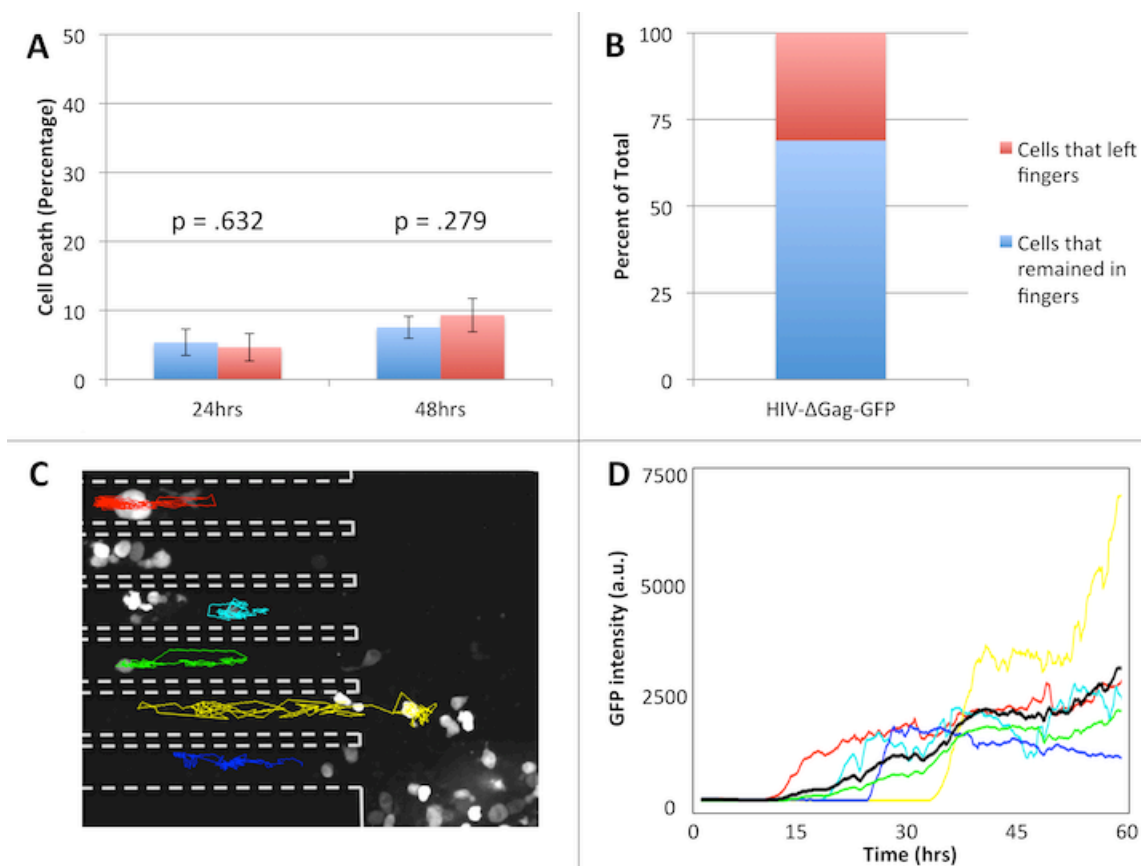 A
Cell Death (Percentage)
50
40
30
20
10
0
p = .632
p = .279
24hrs
48hrs
B
Percent of Total
100
75
50
25
0
HIV-ΔGag-GFP
Cells that left
fingers
Cells that
remained in
fingers
C
D
GFP intensity (a.u.)
7500
5000
2500
0
15
30
45
60
Time (hrs)